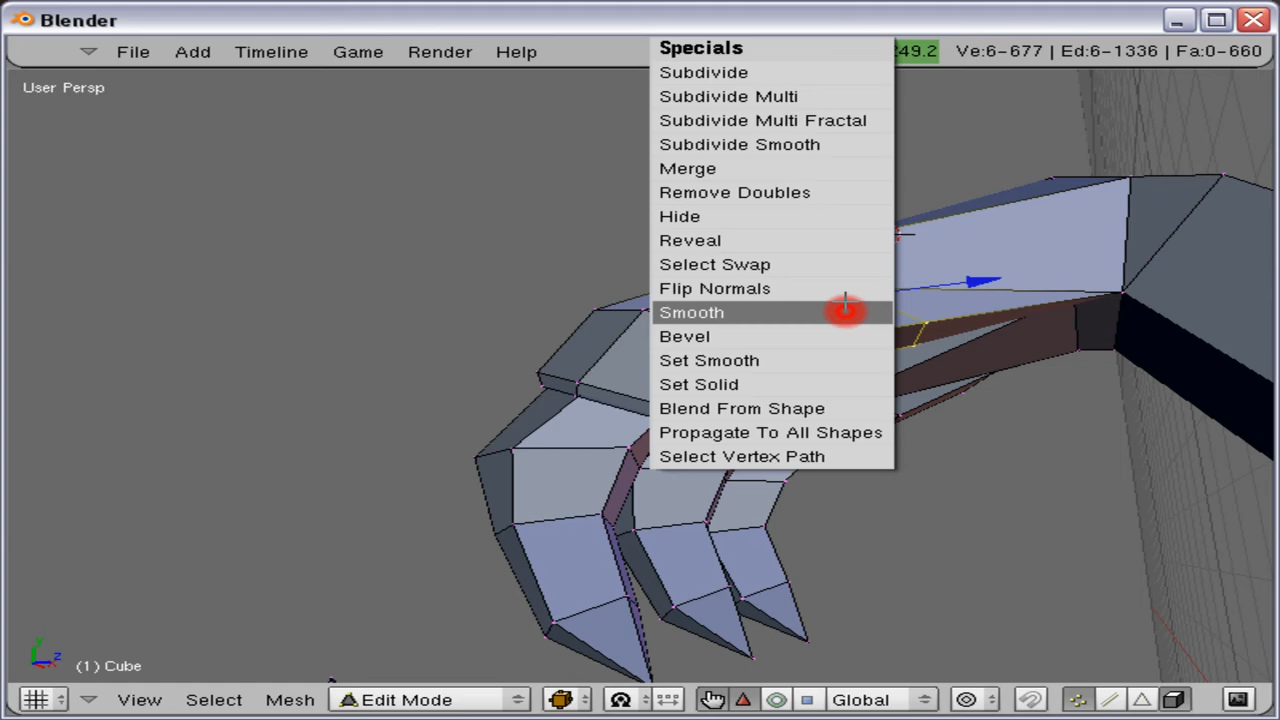 Blender
File Add Timeline Game Render Help
49.2 Ve:6-677 | Ed:6-1336 | Fa:0-660
User Persp
Specials
Subdivide
Subdivide Multi
Subdivide Multi Fractal
Subdivide Smooth
Merge
Remove Doubles
Hide
Reveal
Select Swap
Flip Normals
Smooth
Bevel
Set Smooth
Set Solid
Blend From Shape
Propagate To All Shapes
Select Vertex Path
y
z
(1) Cube
View Select Mesh Edit Mode Global